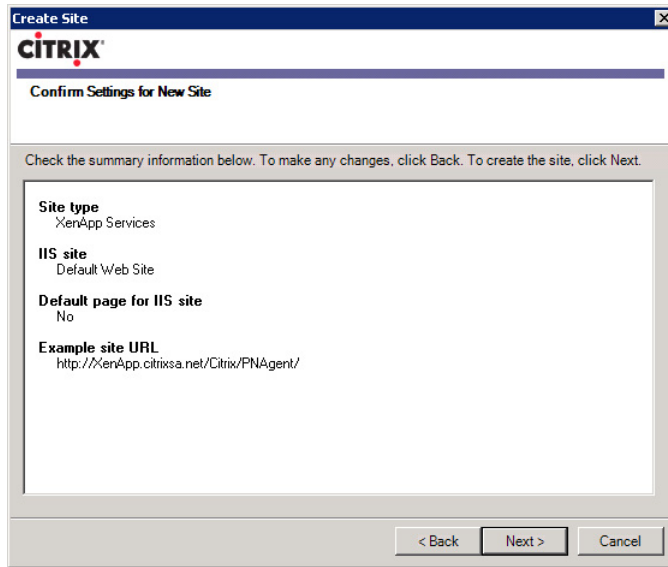 Create Site
CITRIX
Confirm Settings for New Site
Check the summary information below. To make any changes, click Back. To create the site, click Next.
Site type
XenApp Services
IIS site
Default Web Site
Default page for IIS site
No
Example site URL
http://XenApp.citrixsa.net/Citrix/PNAgent/
< Back Next > Cancel